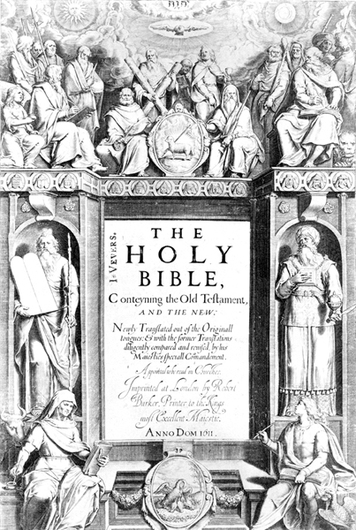 יהוה
I·VEVERS,
THE
HOLY
BIBLE,
Conteyning the Old Testament,
AND THE NEW:
Newly Translated out of the Originall
tongues: & with the former Translations
diligently compared and reuised, by his
Maiesties speciall Comandement.
Appointed to be read in Churches.
Imprinted at London by Robert
Barker, Printer to the Kings
most Excellent Maiestie.
ANNO DOM. 1611.